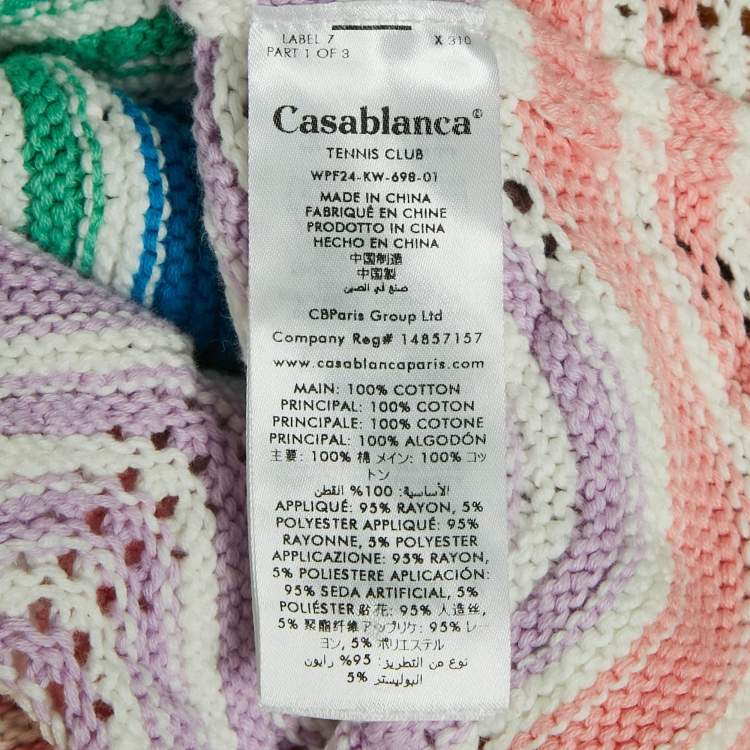 LABEL 7 X 310
PART 1 OF 3
Casablanca®
TENNIS CLUB
WPF24-KW-698-01
MADE IN CHINA
FABRIQUÉ EN CHINE
PRODOTTO IN CINA
HECHO EN CHINA
中国制造
中国製
صنع في الصين
CBParis Group Ltd
Company Reg# 14857157
www.casablancaparis.com
MAIN: 100% COTTON
PRINCIPAL: 100% COTON
PRINCIPALE: 100% COTONE
PRINCIPAL: 100% ALGODÓN
主要: 100% 棉 メイン: 100% コッ
トン
الأساسية: 100% القطن
APPLIQUÉ: 95% RAYON, 5%
POLYESTER APPLIQUÉ: 95%
RAYONNE, 5% POLYESTER
APPLICAZIONE: 95% RAYON,
5% POLIESTERE APLICACIÓN:
95% SEDA ARTIFICIAL, 5%
POLIÉSTER 贴花: 95% 人造丝,
5% 聚酯纤维 アップリケ: 95% レー
ヨン, 5% ポリエステル
نوع من التطريز: 95% رايون
البوليستر 5%